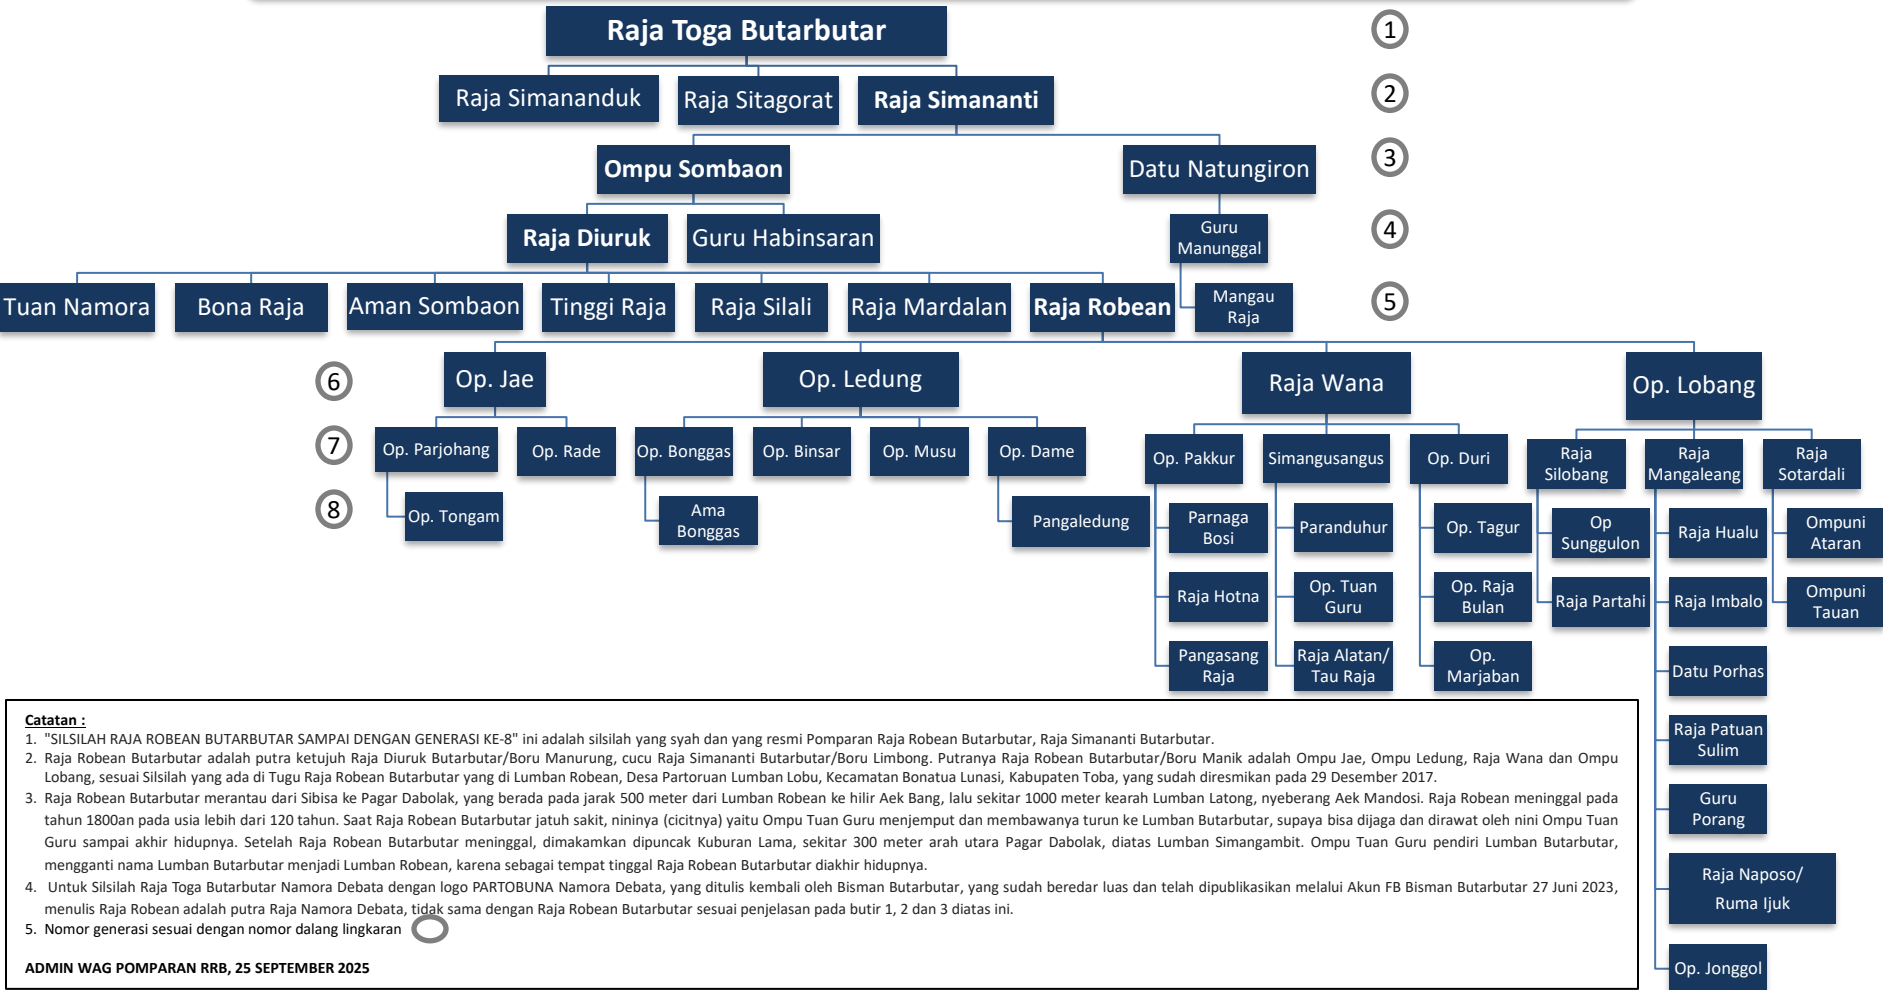 Raja Toga Butarbutar
1
Raja Simananduk
Raja Sitagorat
Raja Simananti
2
Ompu Sombaon
Datu Natungiron
3
Raja Diuruk
Guru Habinsaran
Guru
Manunggal
4
Tuan Namora
Bona Raja
Aman Sombaon
Tinggi Raja
Raja Silali
Raja Mardalan
Raja Robean
Mangau
Raja
5
6
Op. Jae
Op. Ledung
Raja Wana
Op. Lobang
7
Op. Parjohang
Op. Rade
Op. Bonggas
Op. Binsar
Op. Musu
Op. Dame
Op. Pakkur
Simangusangus
Op. Duri
Raja
Silobang
Raja
Mangaleang
Raja
Sotardali
8
Op. Tongam
Ama
Bonggas
Pangaledung
Parnaga
Bosi
Paranduhur
Op. Tagur
Op
Sunggulon
Raja Hualu
Ompuni
Ataran
Raja Hotna
Op. Tuan
Guru
Op. Raja
Bulan
Raja Partahi
Raja Imbalo
Ompuni
Tauan
Pangasang
Raja
Raja Alatan/
Tau Raja
Op.
Marjaban
Datu Porhas
Raja Patuan
Sulim
Guru
Porang
Raja Naposo/
Ruma Ijuk
Op. Jonggol
Catatan :
1. "SILSILAH RAJA ROBEAN BUTARBUTAR SAMPAI DENGAN GENERASI KE-8" ini adalah silsilah yang syah dan yang resmi Pomparan Raja Robean Butarbutar, Raja Simananti Butarbutar.
2. Raja Robean Butarbutar adalah putra ketujuh Raja Diuruk Butarbutar/Boru Manurung, cucu Raja Simananti Butarbutar/Boru Limbong. Putranya Raja Robean Butarbutar/Boru Manik adalah Ompu Jae, Ompu Ledung, Raja Wana dan Ompu
Lobang, sesuai Silsilah yang ada di Tugu Raja Robean Butarbutar yang di Lumban Robean, Desa Partoruan Lumban Lobu, Kecamatan Bonatua Lunasi, Kabupaten Toba, yang sudah diresmikan pada 29 Desember 2017.
3. Raja Robean Butarbutar merantau dari Sibisa ke Pagar Dabolak, yang berada pada jarak 500 meter dari Lumban Robean ke hilir Aek Bang, lalu sekitar 1000 meter kearah Lumban Latong, nyeberang Aek Mandosi. Raja Robean meninggal pada
tahun 1800an pada usia lebih dari 120 tahun. Saat Raja Robean Butarbutar jatuh sakit, nininya (cicitnya) yaitu Ompu Tuan Guru menjemput dan membawanya turun ke Lumban Butarbutar, supaya bisa dijaga dan dirawat oleh nini Ompu Tuan
Guru sampai akhir hidupnya. Setelah Raja Robean Butarbutar meninggal, dimakamkan dipuncak Kuburan Lama, sekitar 300 meter arah utara Pagar Dabolak, diatas Lumban Simangambit. Ompu Tuan Guru pendiri Lumban Butarbutar,
mengganti nama Lumban Butarbutar menjadi Lumban Robean, karena sebagai tempat tinggal Raja Robean Butarbutar diakhir hidupnya.
4. Untuk Silsilah Raja Toga Butarbutar Namora Debata dengan logo PARTOBUNA Namora Debata, yang ditulis kembali oleh Bisman Butarbutar, yang sudah beredar luas dan telah dipublikasikan melalui Akun FB Bisman Butarbutar 27 Juni 2023,
menulis Raja Robean adalah putra Raja Namora Debata, tidak sama dengan Raja Robean Butarbutar sesuai penjelasan pada butir 1, 2 dan 3 diatas ini.
5. Nomor generasi sesuai dengan nomor dalang lingkaran
ADMIN WAG POMPARAN RRB, 25 SEPTEMBER 2025